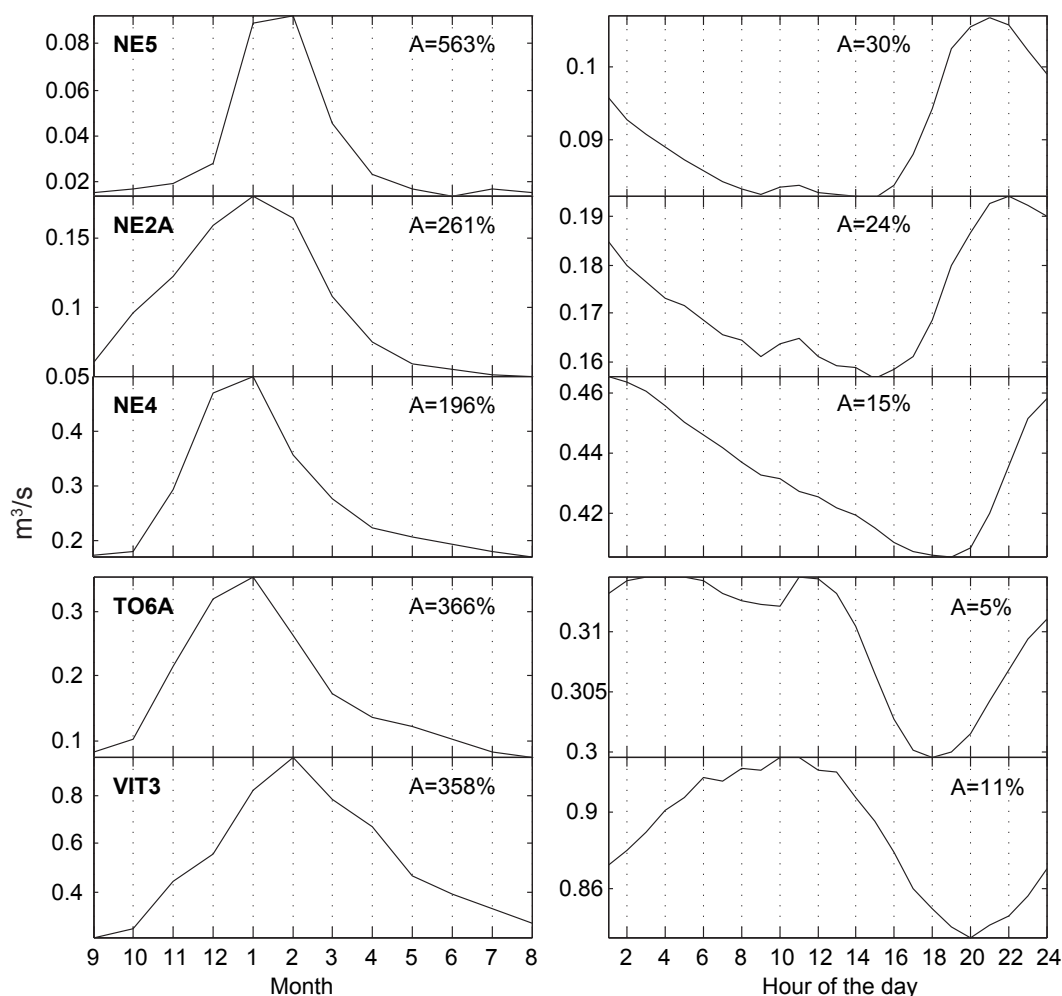 NE5 A=563%
0.08
0.06
0.04
0.02
A=30%
0.1
0.09
NE2A A=261%
0.15
0.1
0.05
A=24%
0.19
0.18
0.17
0.16
NE4 A=196%
0.4
0.3
0.2
A=15%
0.46
0.44
0.42
m³/s
TO6A A=366%
0.3
0.2
0.1
A=5%
0.31
0.305
0.3
VIT3 A=358%
0.8
0.6
0.4
A=11%
0.9
0.86
9 10 11 12 1 2 3 4 5 6 7 8
Month
2 4 6 8 10 12 14 16 18 20 22 24
Hour of the day